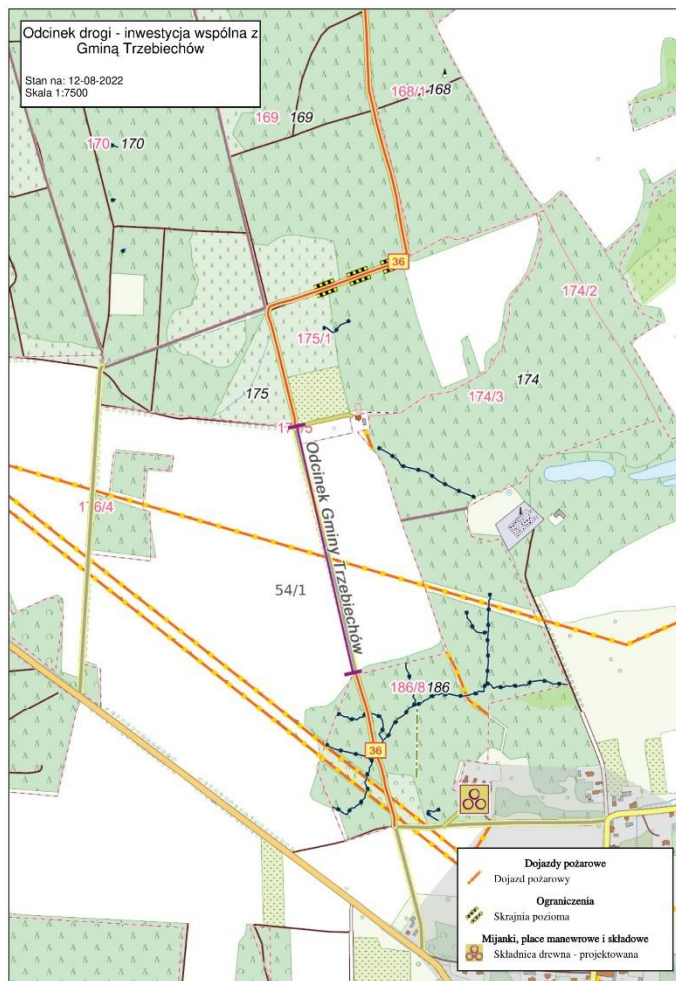 Odcinek drogi - inwestycja wspólna z
Gminą Trzebiechów
Stan na: 12-08-2022
Skala 1:7500
168/1 168
169 169
170 170
36
174/2
175/1
174/3 174
175
Odcinek Gminy Trzebiechów
176/4
54/1
186/8 186
36
Dojazdy pożarowe
Dojazd pożarowy
Ograniczenia
Skrajnia pozioma
Mijanki, place manewrowe i składowe
Składnica drewna - projektowana